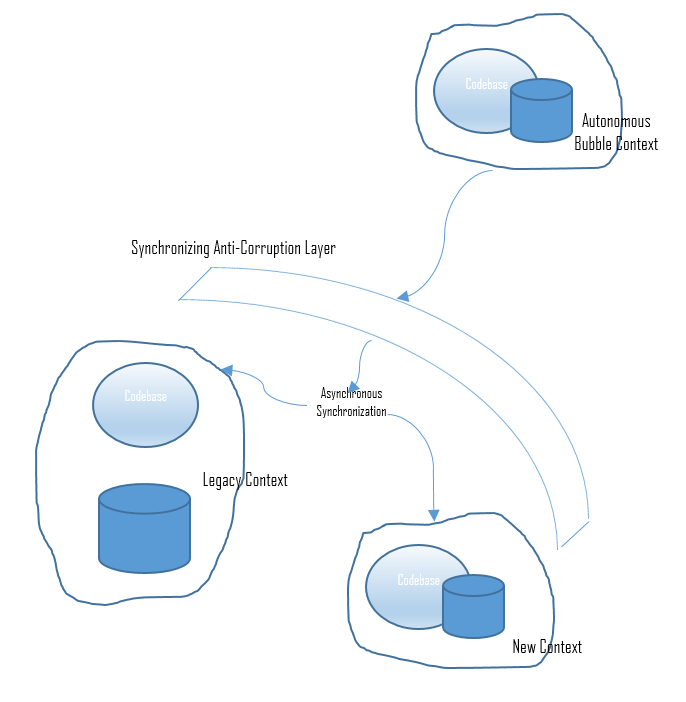 Codebase
Autonomous
Bubble Context
Synchronizing Anti-Corruption Layer
Codebase
Asynchronous
Synchronization
Legacy Context
Codebase
New Context